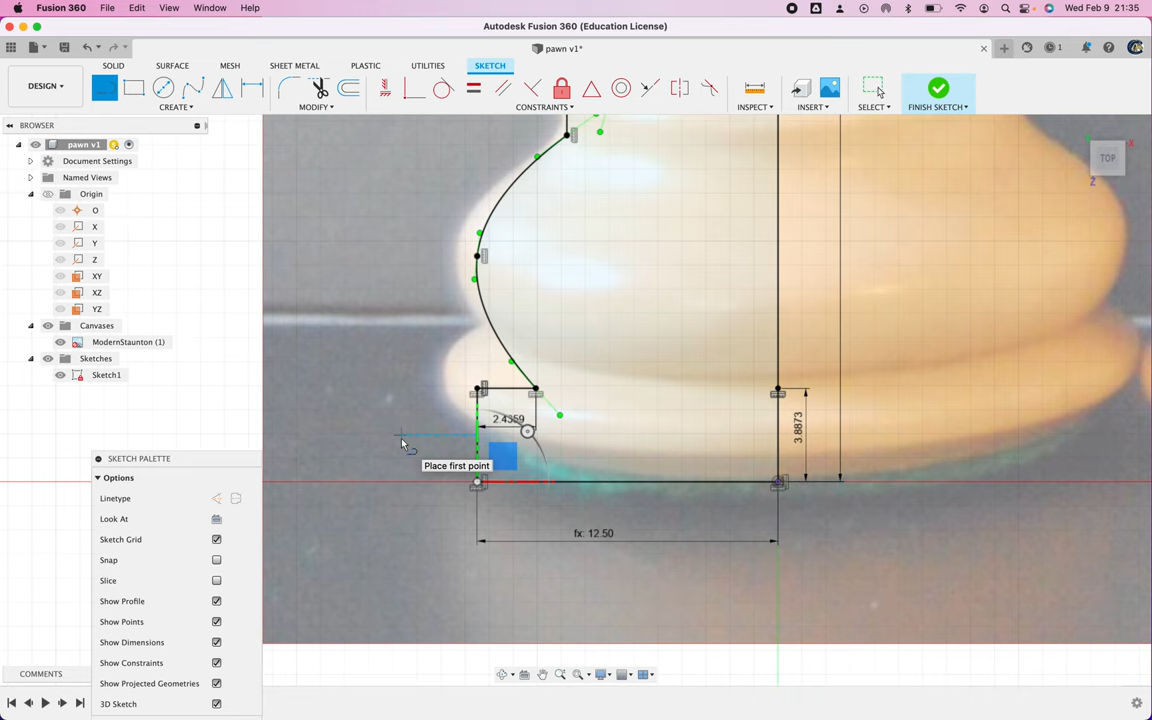 Fusion 360 File Edit View Window Help Wed Feb 9 21:35
Autodesk Fusion 360 (Education License)
pawn v1*
1
SOLID SURFACE MESH SHEET METAL PLASTIC UTILITIES SKETCH
DESIGN
CREATE MODIFY CONSTRAINTS INSPECT INSERT SELECT FINISH SKETCH
BROWSER
pawn v1
Document Settings
Named Views
Origin
O
X
Y
Z
XY
XZ
YZ
Canvases
ModernStaunton (1)
Sketches
Sketch1
TOP
X
Z
2.4359
3.8873
Place first point
fx: 12.50
SKETCH PALETTE
Options
Linetype
Look At
Sketch Grid
Snap
Slice
Show Profile
Show Points
Show Dimensions
Show Constraints
Show Projected Geometries
3D Sketch
COMMENTS